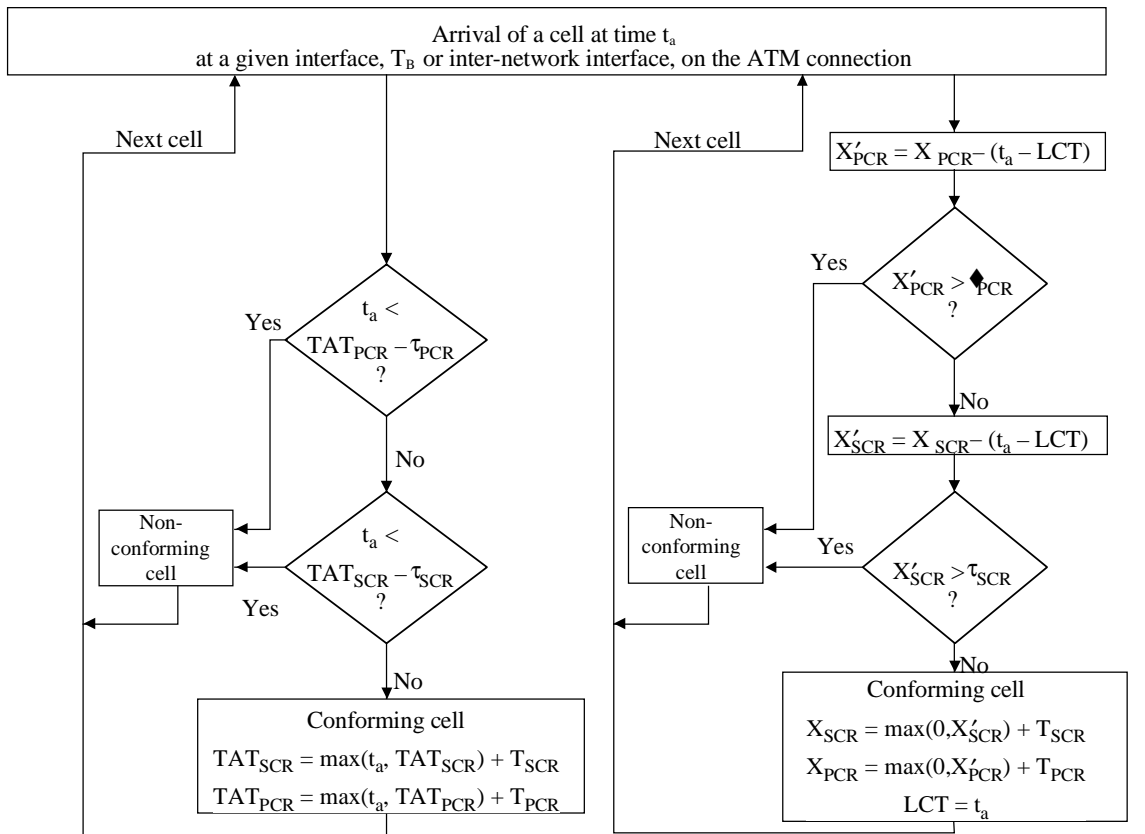 Arrival of a cell at time tₐ
at a given interface, T_B or inter-network interface, on the ATM connection
Next cell
tₐ <
TAT_PCR – τ_PCR
?
Yes
No
tₐ <
TAT_SCR – τ_SCR
?
Yes
No
Non-
conforming
cell
Conforming cell
TAT_SCR = max(tₐ, TAT_SCR) + T_SCR
TAT_PCR = max(tₐ, TAT_PCR) + T_PCR
Next cell
X′_PCR = X_PCR – (tₐ – LCT)
X′_PCR > ♦_PCR
?
Yes
No
X′_SCR = X_SCR – (tₐ – LCT)
X′_SCR > τ_SCR
?
Yes
No
Non-
conforming
cell
Conforming cell
X_SCR = max(0,X′_SCR) + T_SCR
X_PCR = max(0,X′_PCR) + T_PCR
LCT = tₐ